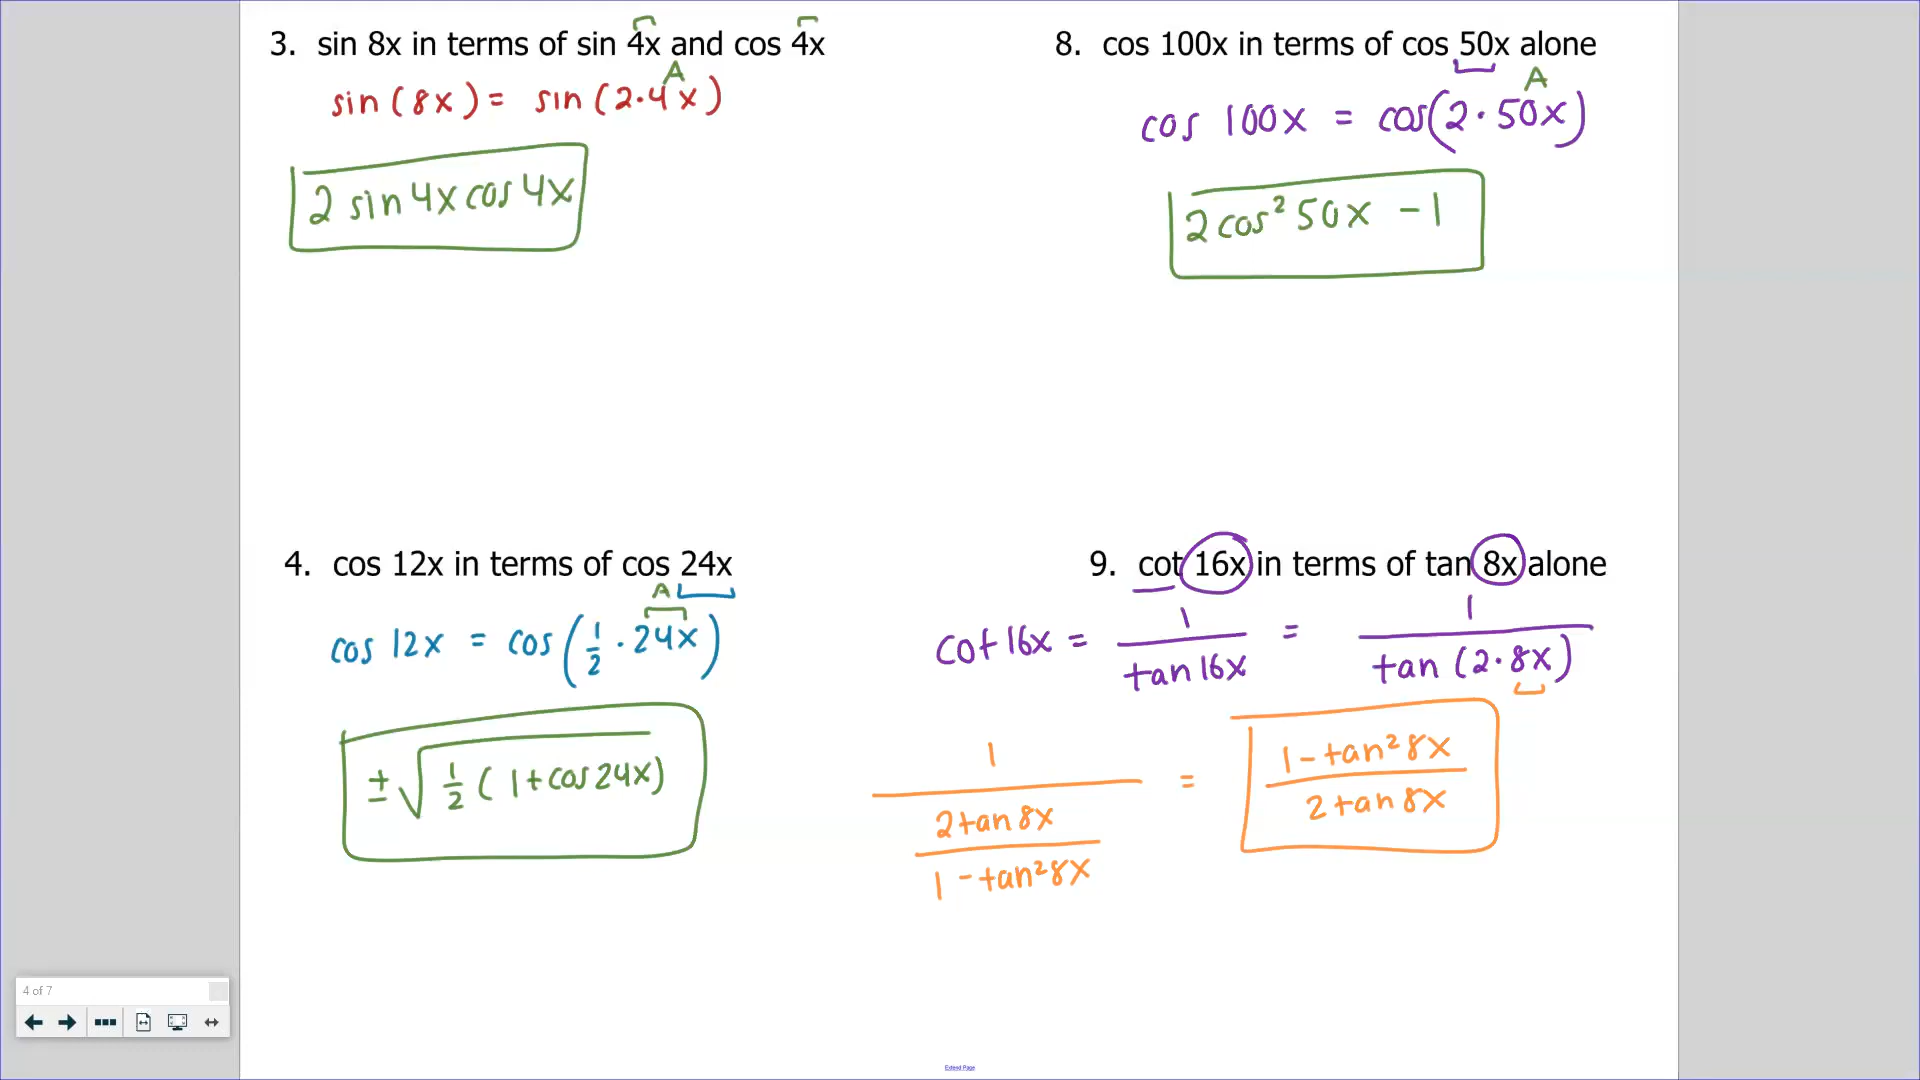 3. sin 8x in terms of sin 4x and cos 4x
A
sin(8x) = sin(2·4x)
2 sin 4x cos 4x
8. cos 100x in terms of cos 50x alone
A
cos 100x = cos(2·50x)
2cos² 50x - 1
4. cos 12x in terms of cos 24x
A
cos 12x = cos(1/2 · 24x)
± √1/2 (1+cos 24x)
9. cot 16x in terms of tan 8x alone
cot 16x = 1/tan 16x = 1/tan (2·8x)
1/(2tan 8x/1 - tan² 8x) = 1 - tan² 8x/2 tan 8x
4 of 7
Extend Page